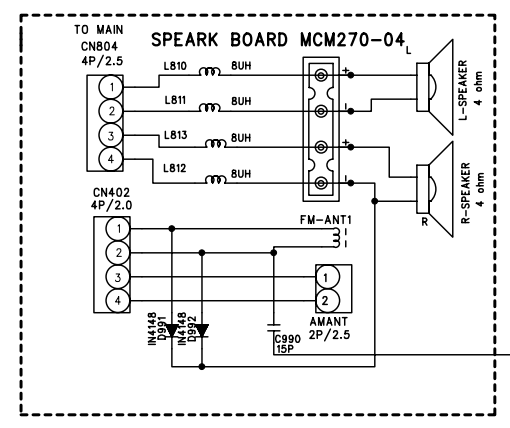 TO MAIN
CN804
4P/2.5
SPEARK BOARD MCM270-04
L
L810
8UH
L811
8UH
L813
8UH
L812
8UH
1
2
3
4
+
-
+
-
L-SPEAKER
4 ohm
R-SPEAKER
4 ohm
R
CN402
4P/2.0
1
2
3
4
FM-ANT1
1
2
AMANT
2P/2.5
IN4148
D991
IN4148
D992
C990
15P